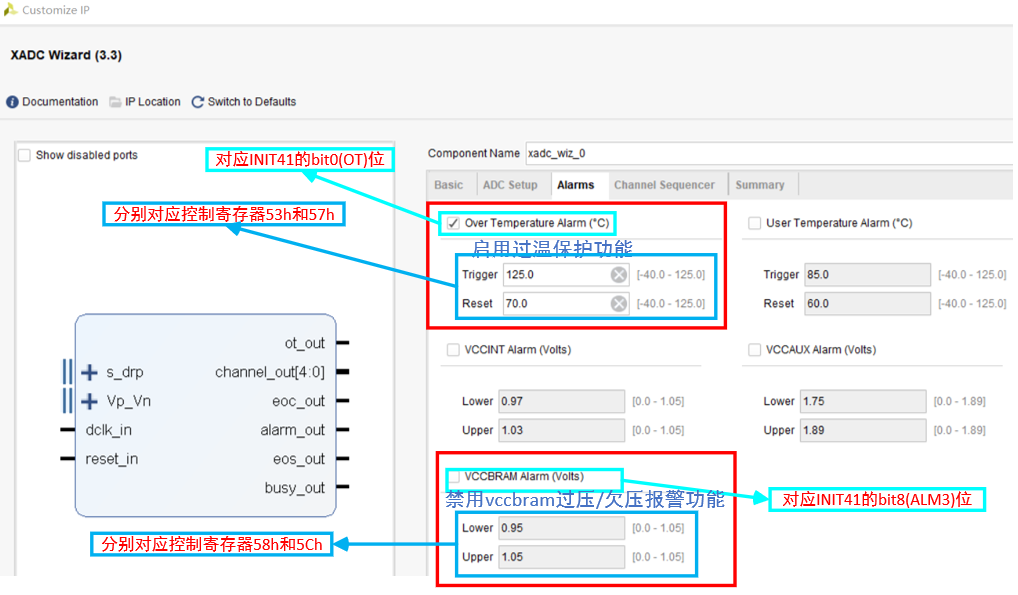 Customize IP
XADC Wizard (3.3)
Documentation IP Location Switch to Defaults
Show disabled ports
对应INIT41的bit0(OT)位
分别对应控制寄存器53h和57h
ot_out
s_drp channel_out[4:0]
Vp_Vn eoc_out
dclk_in alarm_out
reset_in eos_out
busy_out
分别对应控制寄存器58h和5Ch
Component Name xadc_wiz_0
Basic ADC Setup Alarms Channel Sequencer Summary
Over Temperature Alarm (°C)
启用过温保护功能
Trigger 125.0 [-40.0 - 125.0]
Reset 70.0 [-40.0 - 125.0]
User Temperature Alarm (°C)
Trigger 85.0 [-40.0 - 125.0]
Reset 60.0 [-40.0 - 125.0]
VCCINT Alarm (Volts)
Lower 0.97 [0.0 - 1.05]
Upper 1.03 [0.0 - 1.05]
VCCAUX Alarm (Volts)
Lower 1.75 [0.0 - 1.89]
Upper 1.89 [0.0 - 1.89]
VCCBRAM Alarm (Volts)
禁用vccbram过压/欠压报警功能
Lower 0.95 [0.0 - 1.05]
Upper 1.05 [0.0 - 1.05]
对应INIT41的bit8(ALM3)位